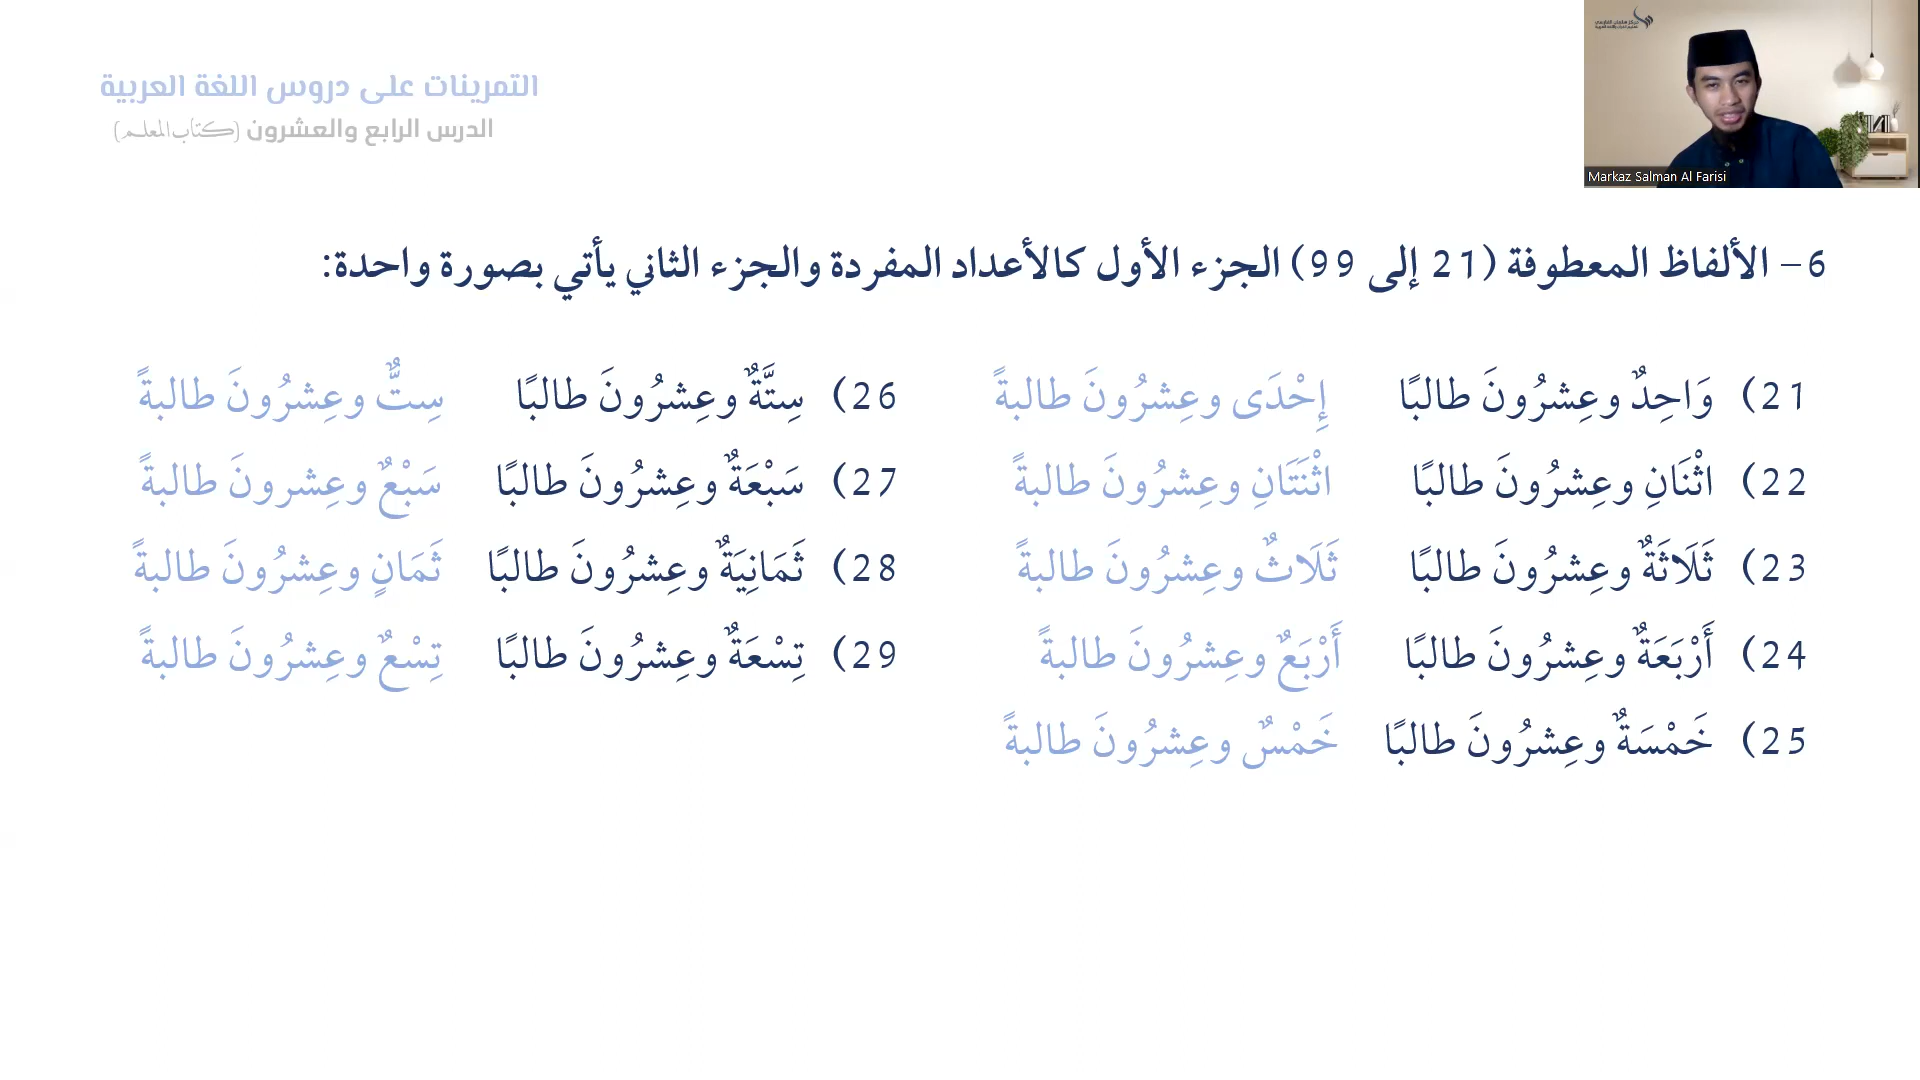 التمرينات على دروس اللغة العربية
الدرس الرابع والعشرون (كتاب المعلم)
Markaz Salman Al Farisi
6- الألفاظ المعطوفة (21 إلى 99) الجزء الأول كالأعداد المفردة والجزء الثاني يأتي بصورة واحدة:
21) وَاحِدٌ وعِشرُونَ طالبًا إِحْدَى وعِشرُونَ طالبةً
22) اثْنَانِ وعِشرُونَ طالبًا اثْنَتَانِ وعِشرُونَ طالبةً
23) ثَلَاثَةٌ وعِشرُونَ طالبًا ثَلَاثٌ وعِشرُونَ طالبةً
24) أَرْبَعَةٌ وعِشرُونَ طالبًا أَرْبَعٌ وعِشرُونَ طالبةً
25) خَمْسَةٌ وعِشرُونَ طالبًا خَمْسٌ وعِشرُونَ طالبةً
26) سِتَّةٌ وعِشرُونَ طالبًا سِتٌّ وعِشرُونَ طالبةً
27) سَبْعَةٌ وعِشرُونَ طالبًا سَبْعٌ وعِشرونَ طالبةً
28) ثَمَانِيَةٌ وعِشرُونَ طالبًا ثَمَانٍ وعِشرُونَ طالبةً
29) تِسْعَةٌ وعِشرُونَ طالبًا تِسْعٌ وعِشرُونَ طالبةً